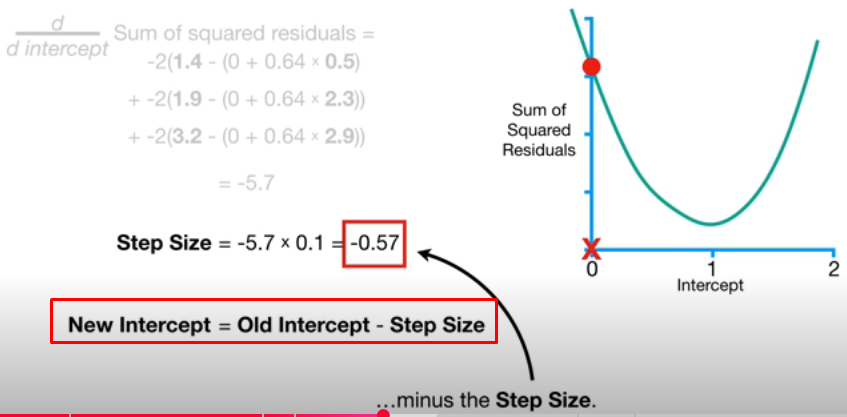 d
d intercept
Sum of squared residuals =
-2(1.4 - (0 + 0.64 × 0.5)
+ -2(1.9 - (0 + 0.64 × 2.3))
+ -2(3.2 - (0 + 0.64 × 2.9))
= -5.7
Step Size = -5.7 × 0.1 = -0.57
New Intercept = Old Intercept - Step Size
...minus the Step Size.
Sum of
Squared
Residuals
0 1 2
Intercept